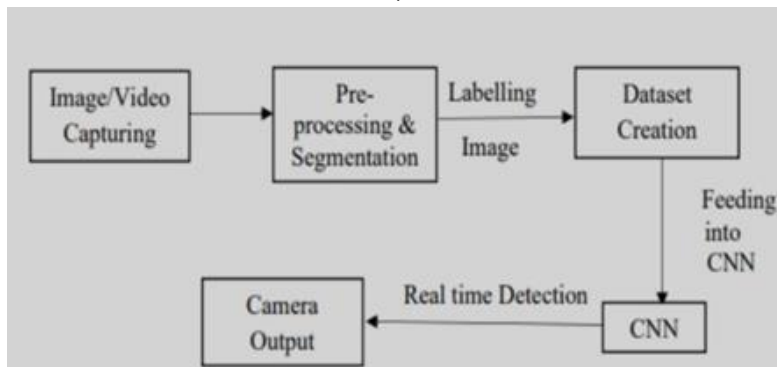 Image/Video
Capturing
Pre-
processing &
Segmentation
Labelling
Image
Dataset
Creation
Feeding
into
CNN
CNN
Real time Detection
Camera
Output